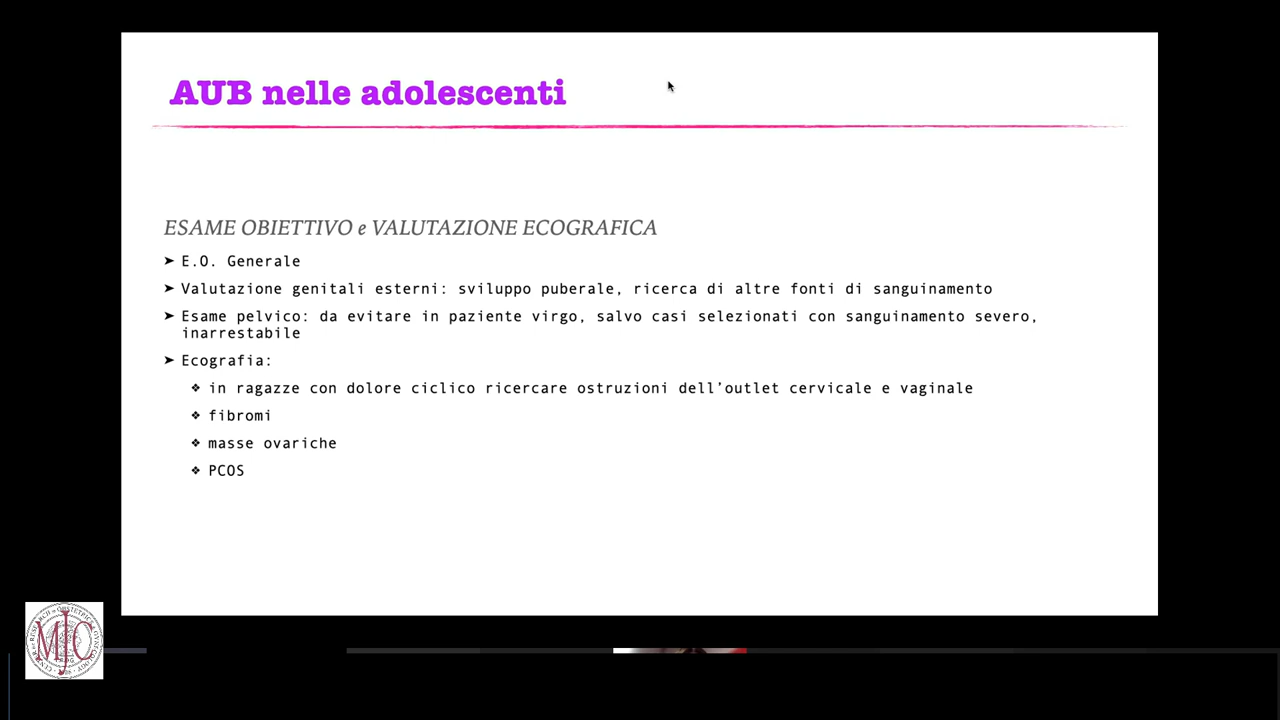 AUB nelle adolescenti
ESAME OBIETTIVO e VALUTAZIONE ECOGRAFICA
➤ E.O. Generale
➤ Valutazione genitali esterni: sviluppo puberale, ricerca di altre fonti di sanguinamento
➤ Esame pelvico: da evitare in paziente virgo, salvo casi selezionati con sanguinamento severo,
inarrestabile
➤ Ecografia:
❖ in ragazze con dolore ciclico ricercare ostruzioni dell’outlet cervicale e vaginale
❖ fibromi
❖ masse ovariche
❖ PCOS
MJC